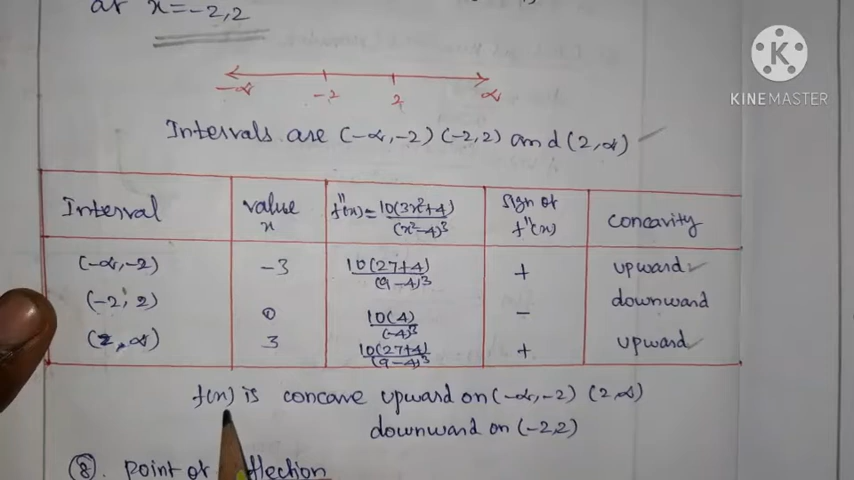 at x=-2,2
KINEMASTER
-∝ -2 2 ∝
Intervals are (-∝,-2) (-2,2) and (2,∝)
Interval value x f''(x)=10(3x²+4)/(x²-4)³ sign of f''(x) concavity
(-∝,-2) -3 10(27+4)/(9-4)³ + upward
(-2,2) 0 10(4)/(-4)³ - downward
(2,∝) 3 10(27+4)/(9-4)³ + upward
f(x) is concave upward on (-∝,-2) (2,∝)
downward on (-2,2)
⑧. point of flection